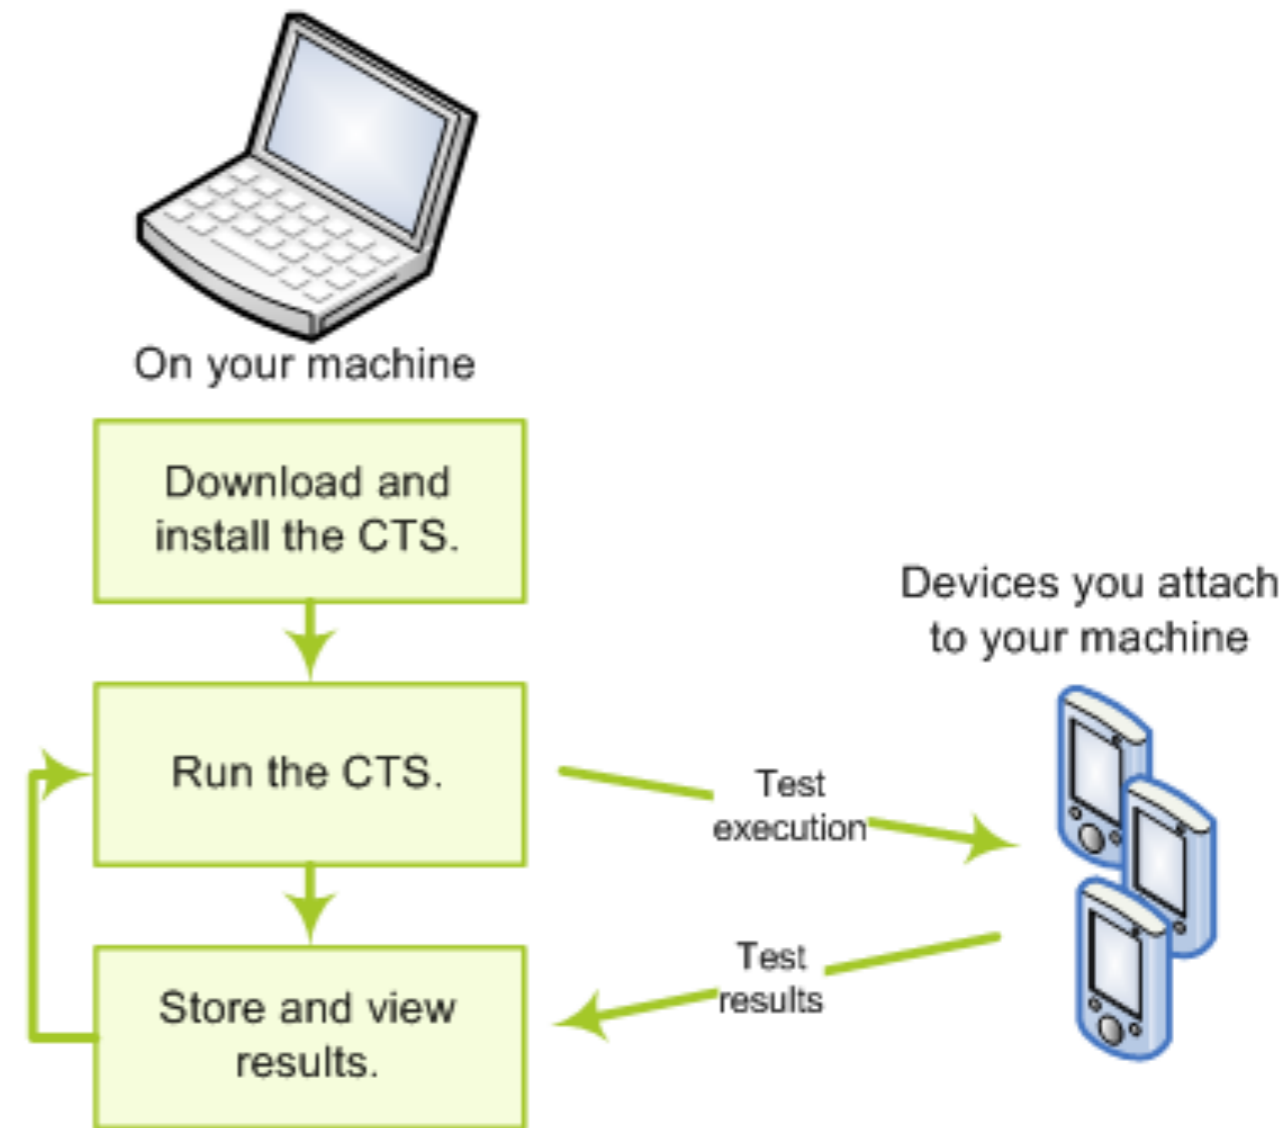 On your machine
Download and
install the CTS.
Devices you attach
to your machine
Run the CTS.
Test
execution
Test
results
Store and view
results.